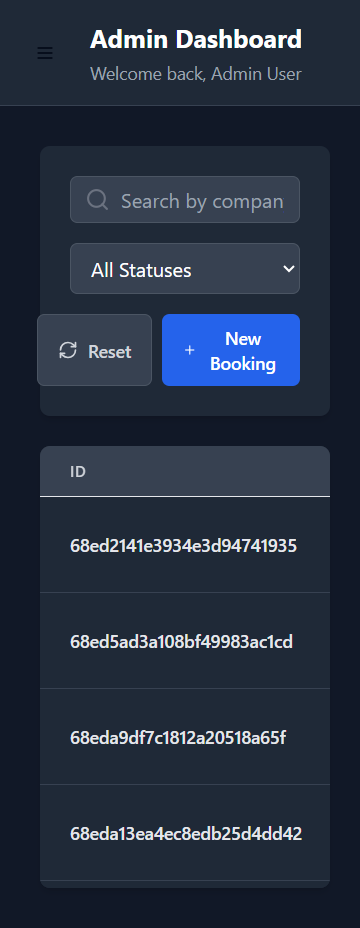 Admin Dashboard
Welcome back, Admin User
Search by compan
All Statuses
Reset
New
Booking
ID
68ed2141e3934e3d94741935
68ed5ad3a108bf49983ac1cd
68eda9df7c1812a20518a65f
68eda13ea4ec8edb25d4dd42